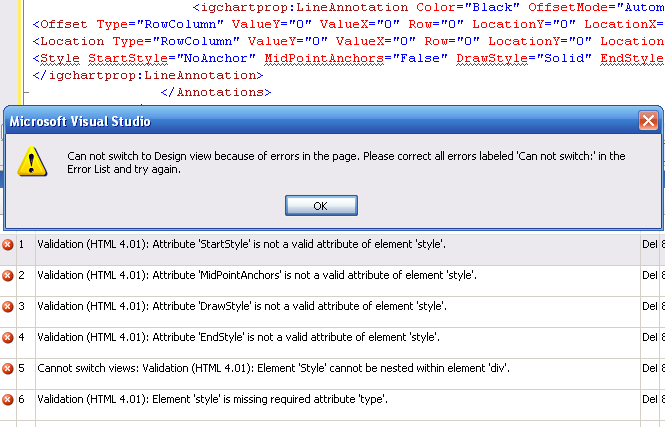 <igchartprop:LineAnnotation Color="Black" OffsetMode="Autom
<Offset Type="RowColumn" ValueY="0" ValueX="0" Row="0" LocationY="0" LocationX=
<Location Type="RowColumn" ValueY="0" ValueX="0" Row="0" LocationY="0" Location
<Style StartStyle="NoAnchor" MidPointAnchors="False" DrawStyle="Solid" EndStyle
</igchartprop:LineAnnotation>
</Annotations>
Microsoft Visual Studio
Can not switch to Design view because of errors in the page. Please correct all errors labeled 'Can not switch:' in the
Error List and try again.
OK
1 Validation (HTML 4.01): Attribute 'StartStyle' is not a valid attribute of element 'style'. Del 8
2 Validation (HTML 4.01): Attribute 'MidPointAnchors' is not a valid attribute of element 'style'. Del 8
3 Validation (HTML 4.01): Attribute 'DrawStyle' is not a valid attribute of element 'style'. Del 8
4 Validation (HTML 4.01): Attribute 'EndStyle' is not a valid attribute of element 'style'. Del 8
5 Cannot switch views: Validation (HTML 4.01): Element 'Style' cannot be nested within element 'div'. Del 8
6 Validation (HTML 4.01): Element 'style' is missing required attribute 'type'. Del 8